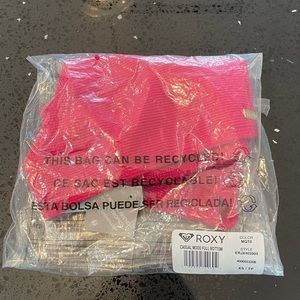 THIS BAG CAN BE RECYCLED!
CE SAC EST RECYCLABLE!
ESTA BOLSA PUEDE SER RECICLADA!
ROXY
CASUAL MOOD FULL BOTTOM
COLOR
MQT0
STYLE